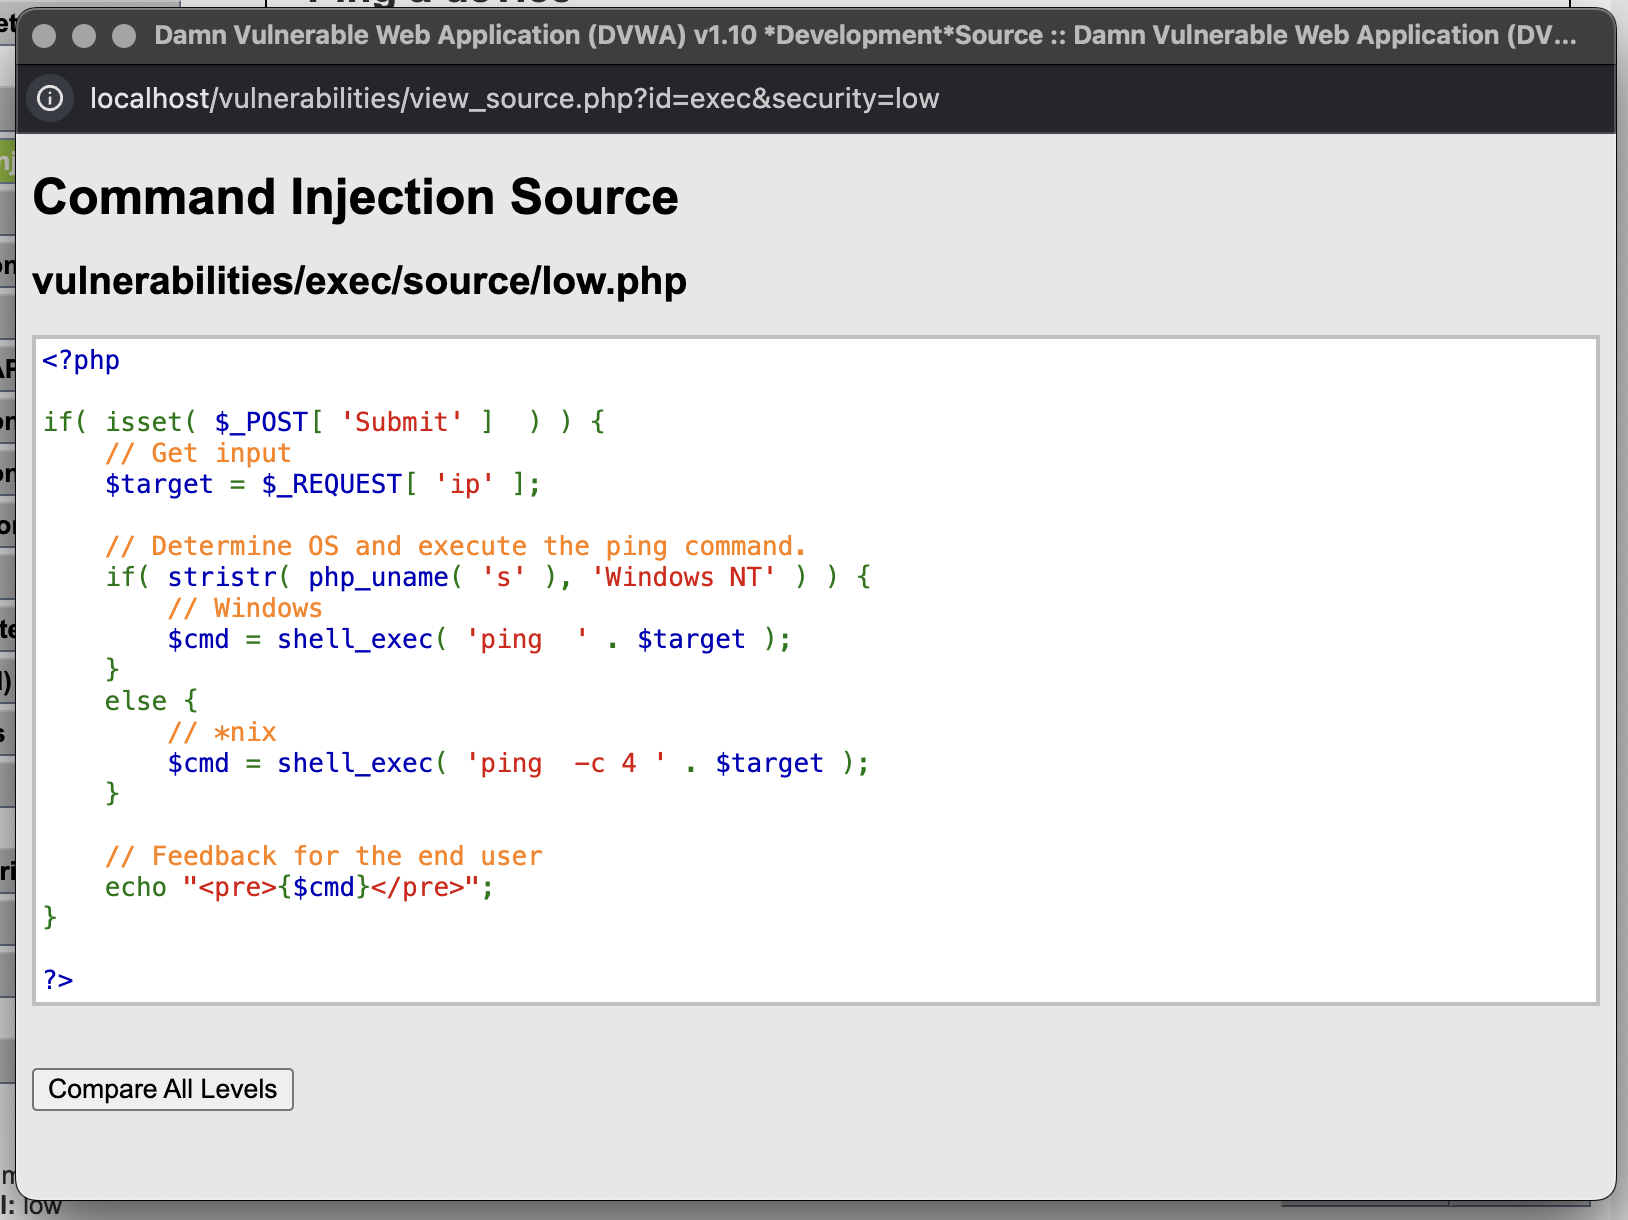 Damn Vulnerable Web Application (DVWA) v1.10 *Development*Source :: Damn Vulnerable Web Application (DV...
localhost/vulnerabilities/view_source.php?id=exec&security=low
Command Injection Source
vulnerabilities/exec/source/low.php
<?php

if( isset( $_POST[ 'Submit' ]  ) ) {
    // Get input
    $target = $_REQUEST[ 'ip' ];

    // Determine OS and execute the ping command.
    if( stristr( php_uname( 's' ), 'Windows NT' ) ) {
        // Windows
        $cmd = shell_exec( 'ping  ' . $target );
    }
    else {
        // *nix
        $cmd = shell_exec( 'ping  -c 4 ' . $target );
    }

    // Feedback for the end user
    echo "<pre>{$cmd}</pre>";
}

?>
Compare All Levels
low